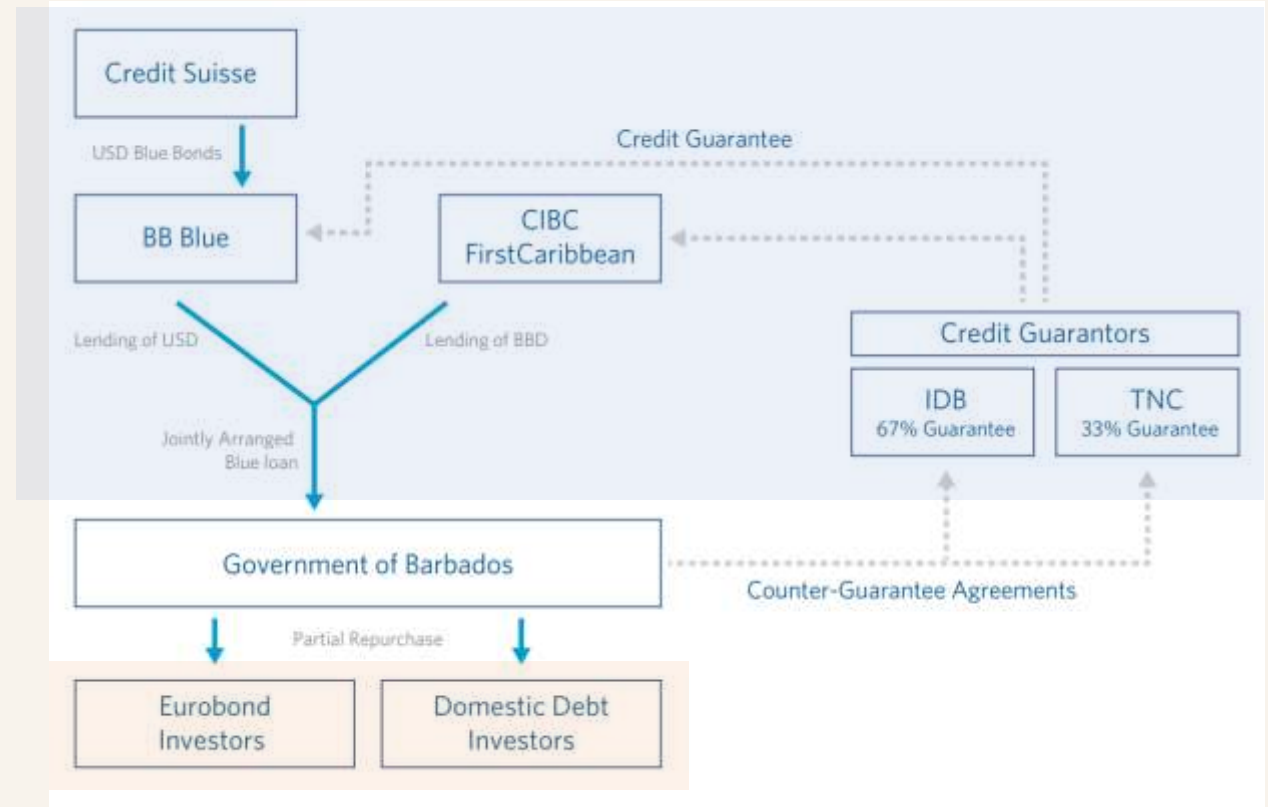 Credit Suisse
USD Blue Bonds
Credit Guarantee
BB Blue
CIBC
FirstCaribbean
Lending of USD
Lending of BBD
Credit Guarantors
IDB
67% Guarantee
TNC
33% Guarantee
Jointly Arranged
Blue loan
Government of Barbados
Counter-Guarantee Agreements
Partial Repurchase
Eurobond
Investors
Domestic Debt
Investors